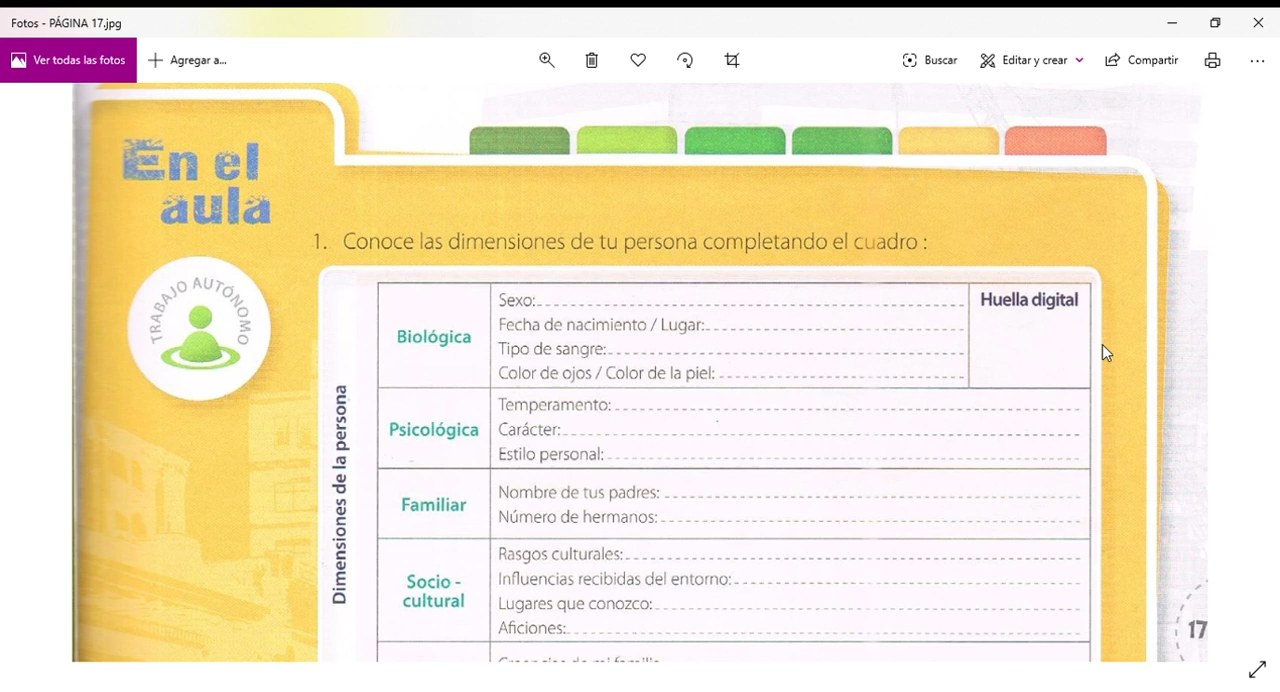 Fotos - PÁGINA 17.jpg
Ver todas las fotos
Agregar a...
Buscar
Editar y crear
Compartir
En el
aula
TRABAJO AUTÓNOMO
1. Conoce las dimensiones de tu persona completando el cuadro :
Dimensiones de la persona
Biológica
Sexo:
Fecha de nacimiento / Lugar:
Tipo de sangre:
Color de ojos / Color de la piel:
Huella digital
Psicológica
Temperamento:
Carácter:
Estilo personal:
Familiar
Nombre de tus padres:
Número de hermanos:
Socio -
cultural
Rasgos culturales:
Influencias recibidas del entorno:
Lugares que conozco:
Aficiones:
17